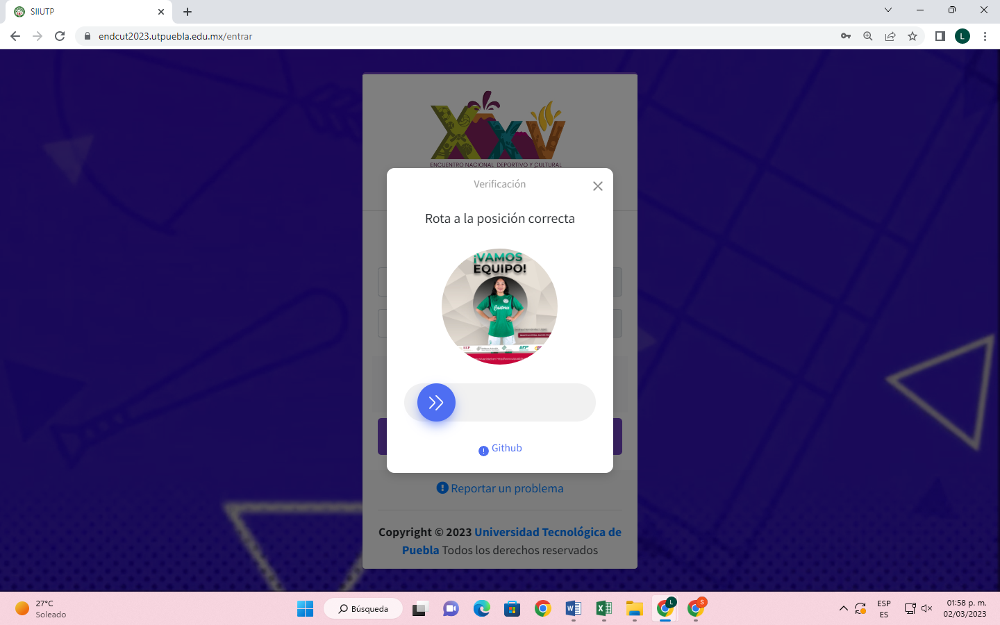 SIIUTP
endcut2023.utpuebla.edu.mx/entrar
L
XXV
ENCUENTRO NACIONAL DEPORTIVO Y CULTURAL
Verificación
Rota a la posición correcta
¡VAMOS
EQUIPO!
Github
Reportar un problema
Copyright © 2023 Universidad Tecnológica de
Puebla Todos los derechos reservados
27°C
Soleado
Búsqueda
L
S
ESP
ES
01:58 p. m.
02/03/2023